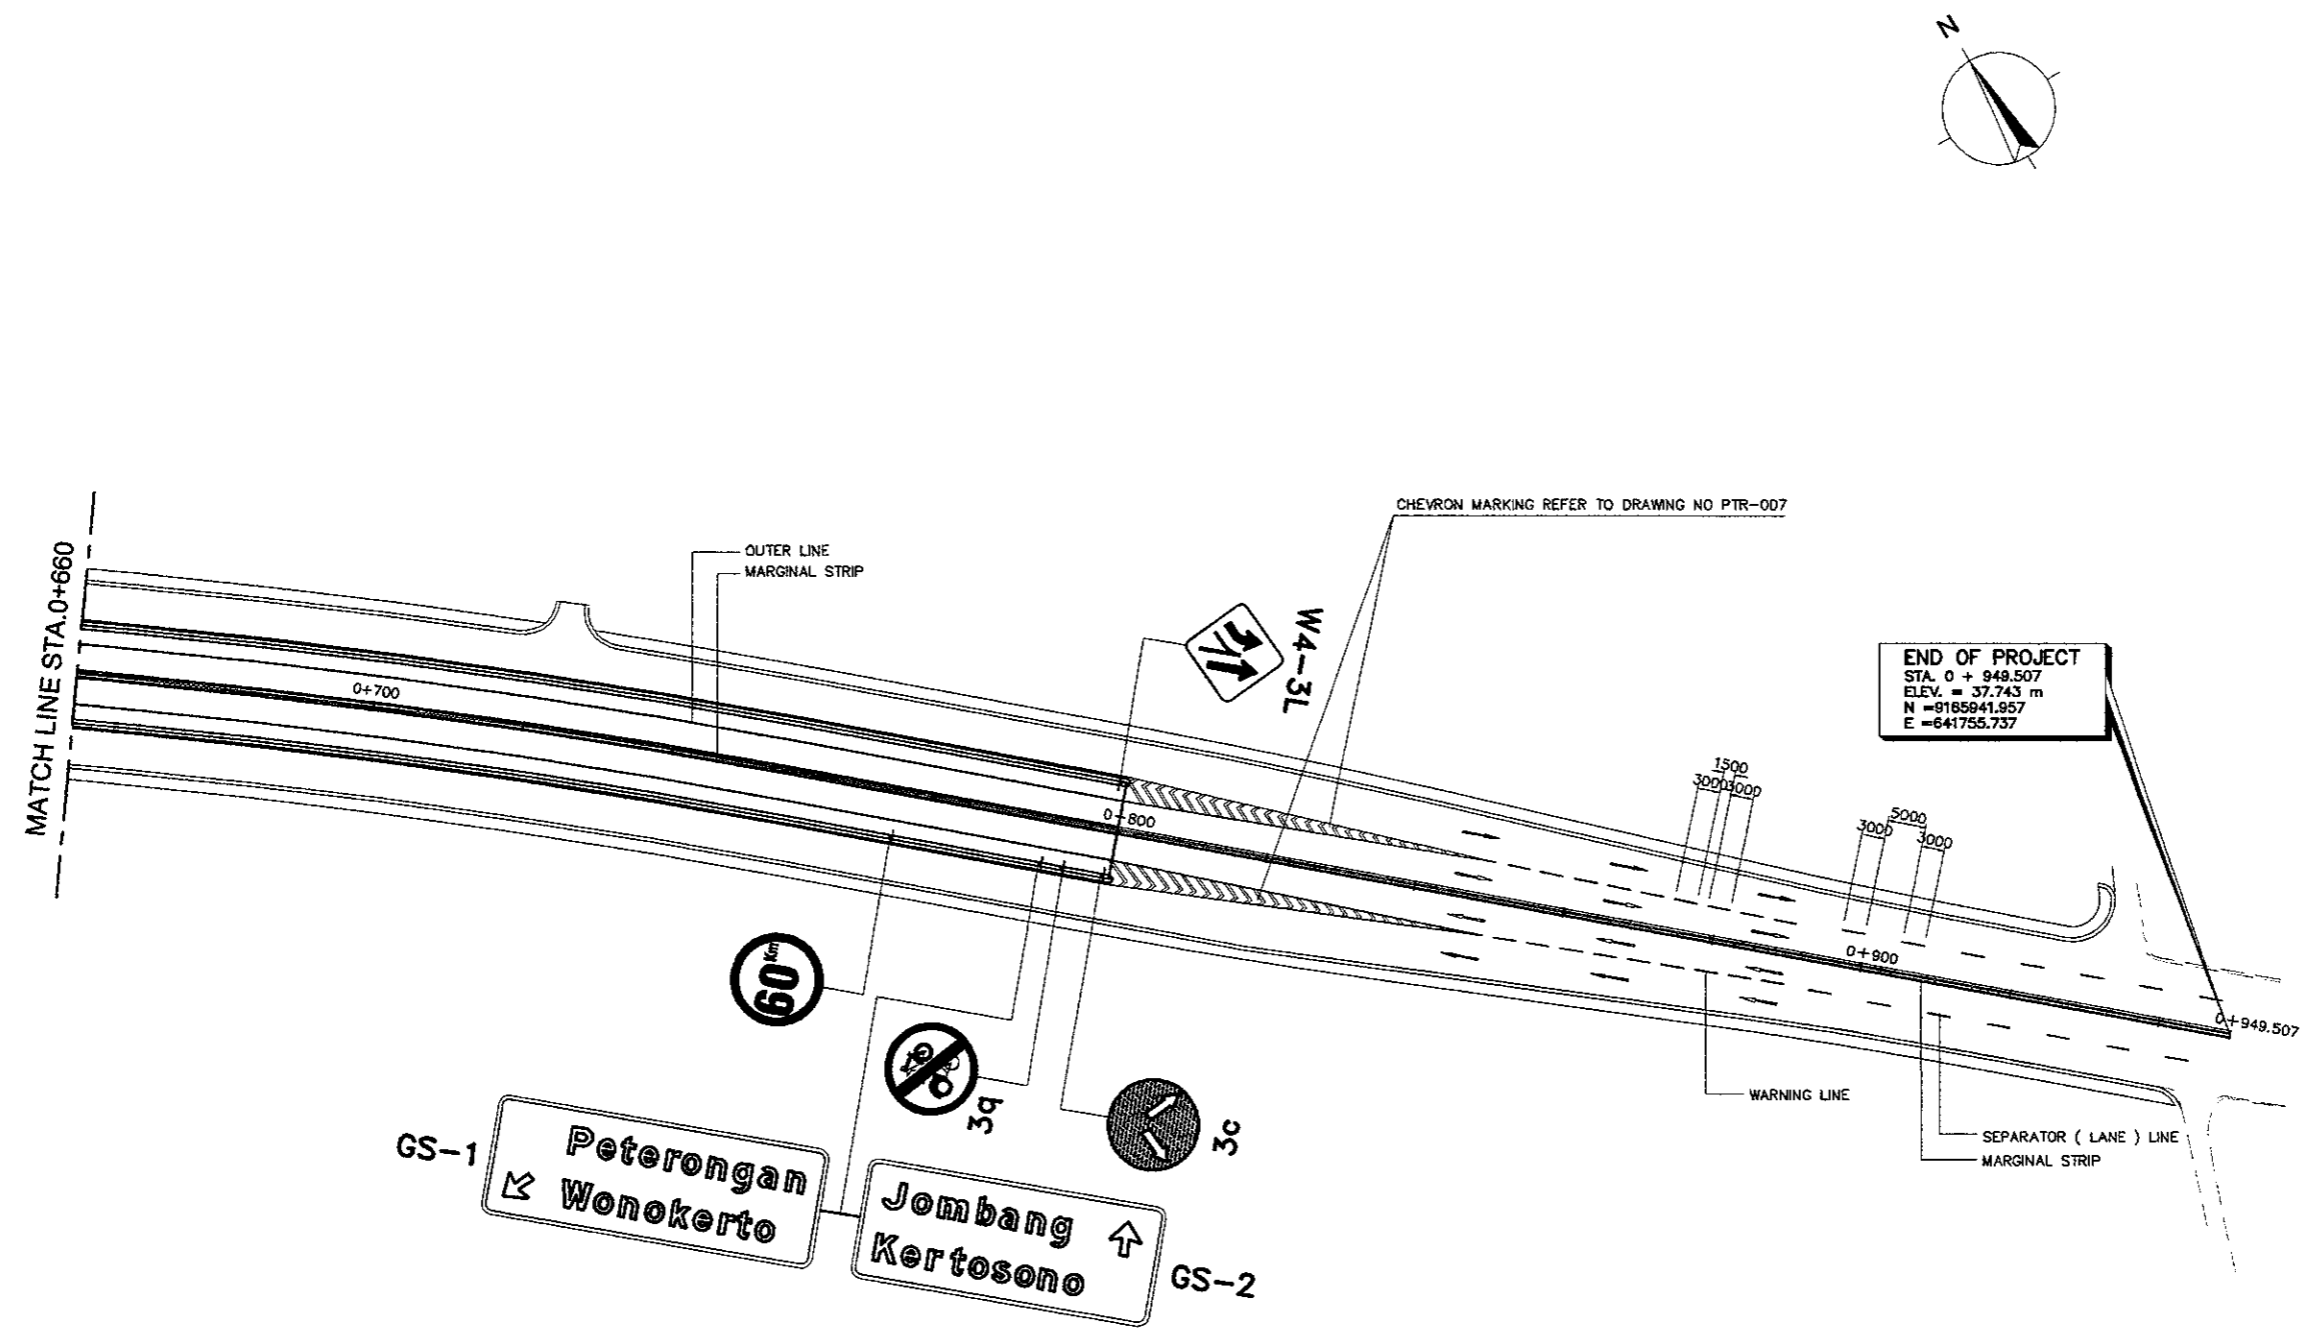 N
CHEVRON MARKING REFER TO DRAWING NO PTR-007
MATCH LINE STA.0+660
OUTER LINE
MARGINAL STRIP
W4-3L
END OF PROJECT
STA. 0 + 949.507
ELEV. = 37.743 m
N =9165941.957
E =641755.737
0+700
0+800
1500
3000
3000
5000
3000
3000
0+900
0+949.507
60 Km
3q
3c
WARNING LINE
SEPARATOR ( LANE ) LINE
MARGINAL STRIP
GS-1
Peterongan
Wonokerto
Jombang
Kertosono
GS-2